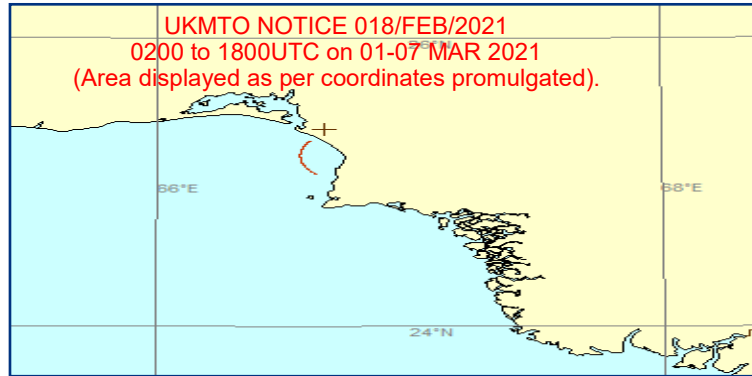 UKMTO NOTICE 018/FEB/2021
0200 to 1800UTC on 01-07 MAR 2021
(Area displayed as per coordinates promulgated).
66°E
68°E
24°N